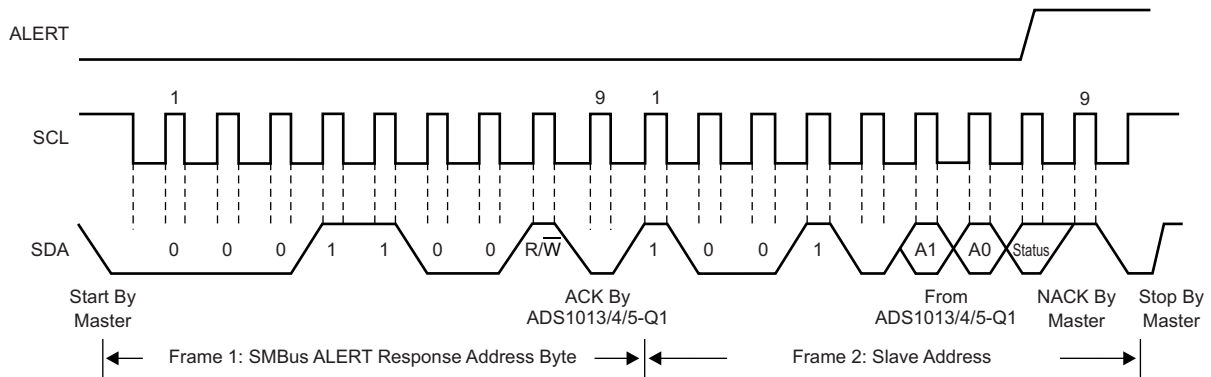 ALERT
1 9 1 9
SCL
SDA
0 0 0 1 1 0 0 R/W̅ 1 0 0 1 A1 A0 Status
Start By
Master
ACK By
ADS1013/4/5-Q1
From
ADS1013/4/5-Q1
NACK By
Master
Stop By
Master
Frame 1: SMBus ALERT Response Address Byte
Frame 2: Slave Address